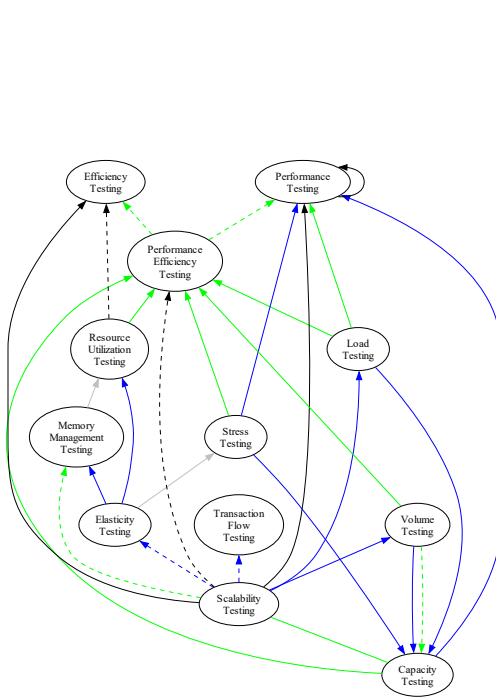 Efficiency
Testing
Performance
Testing
Performance
Efficiency
Testing
Resource
Utilization
Testing
Load
Testing
Memory
Management
Testing
Stress
Testing
Elasticity
Testing
Transaction
Flow
Testing
Volume
Testing
Scalability
Testing
Capacity
Testing